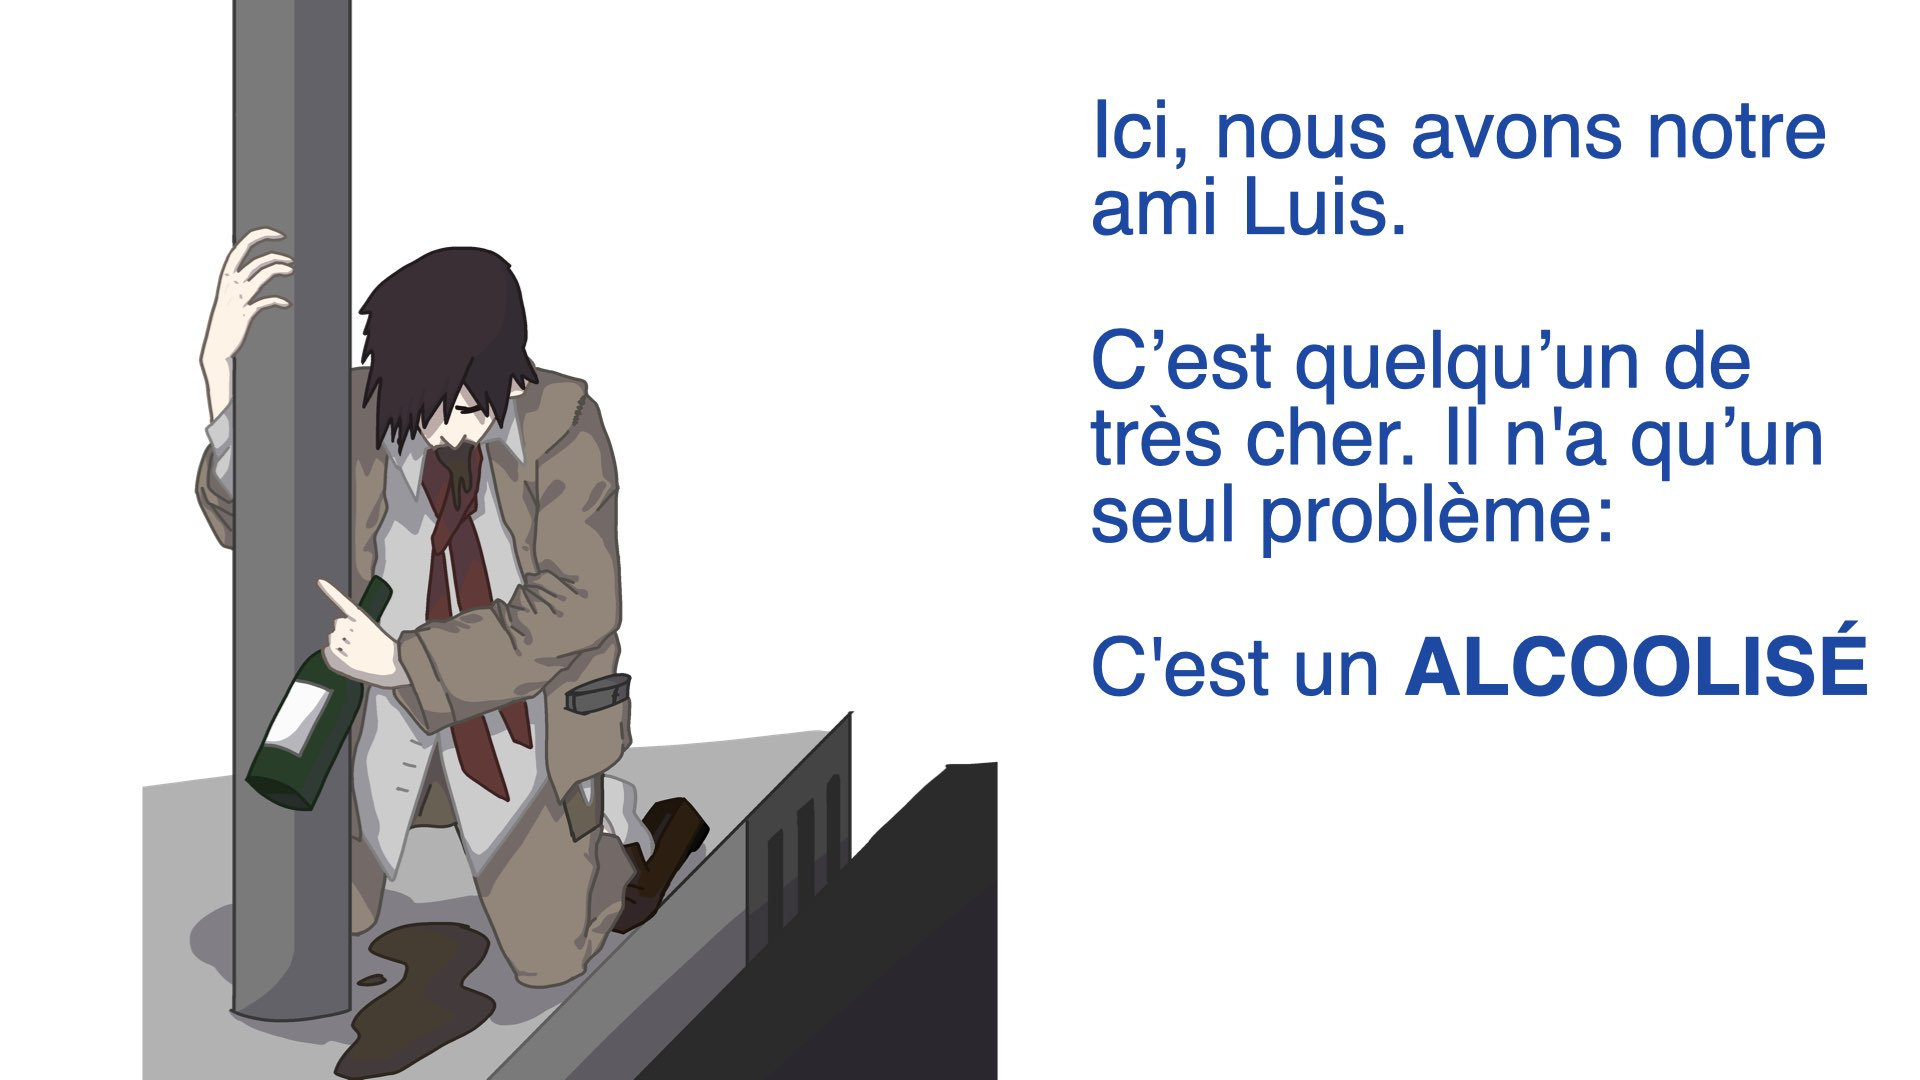 Ici, nous avons notre
ami Luis.
C’est quelqu’un de
très cher. Il n'a qu’un
seul problème:
C'est un ALCOOLISÉ